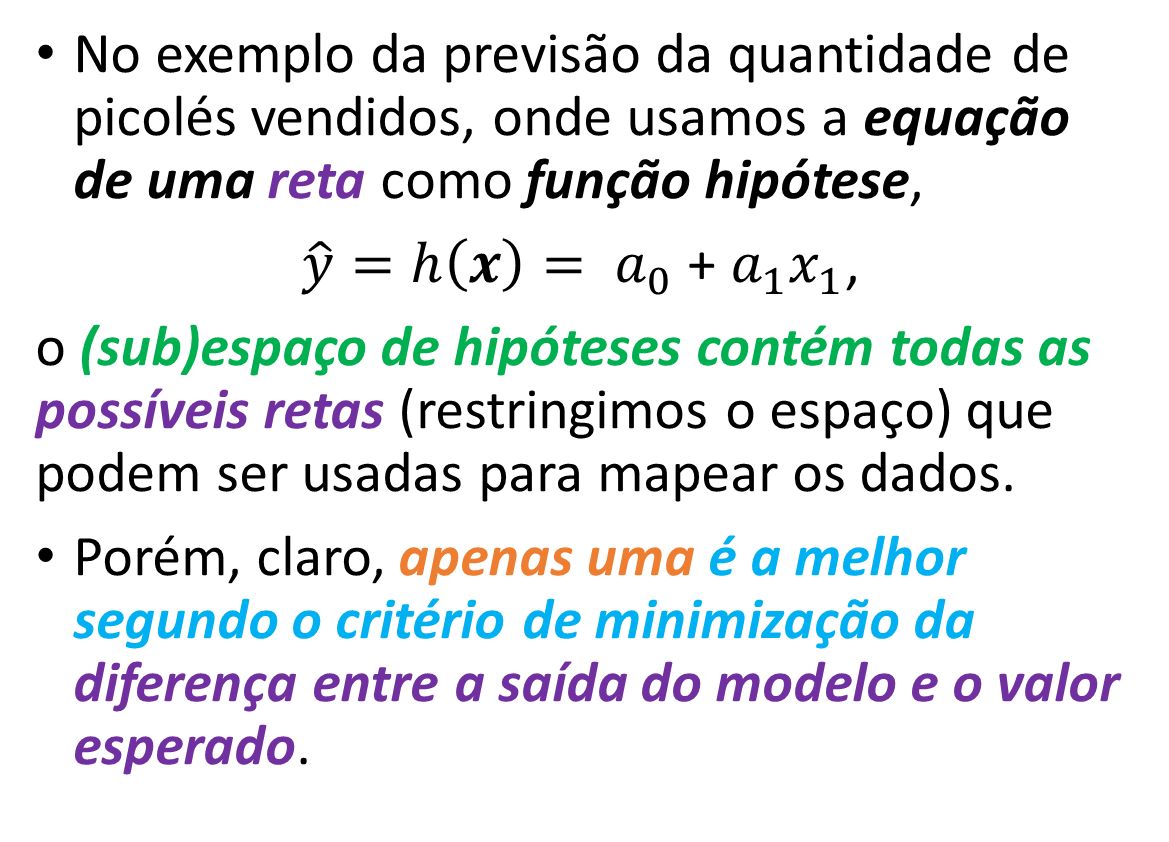 • No exemplo da previsão da quantidade de
picolés vendidos, onde usamos a equação
de uma reta como função hipótese,
ŷ = h(x) = a₀ + a₁x₁,
o (sub)espaço de hipóteses contém todas as
possíveis retas (restringimos o espaço) que
podem ser usadas para mapear os dados.
• Porém, claro, apenas uma é a melhor
segundo o critério de minimização da
diferença entre a saída do modelo e o valor
esperado.